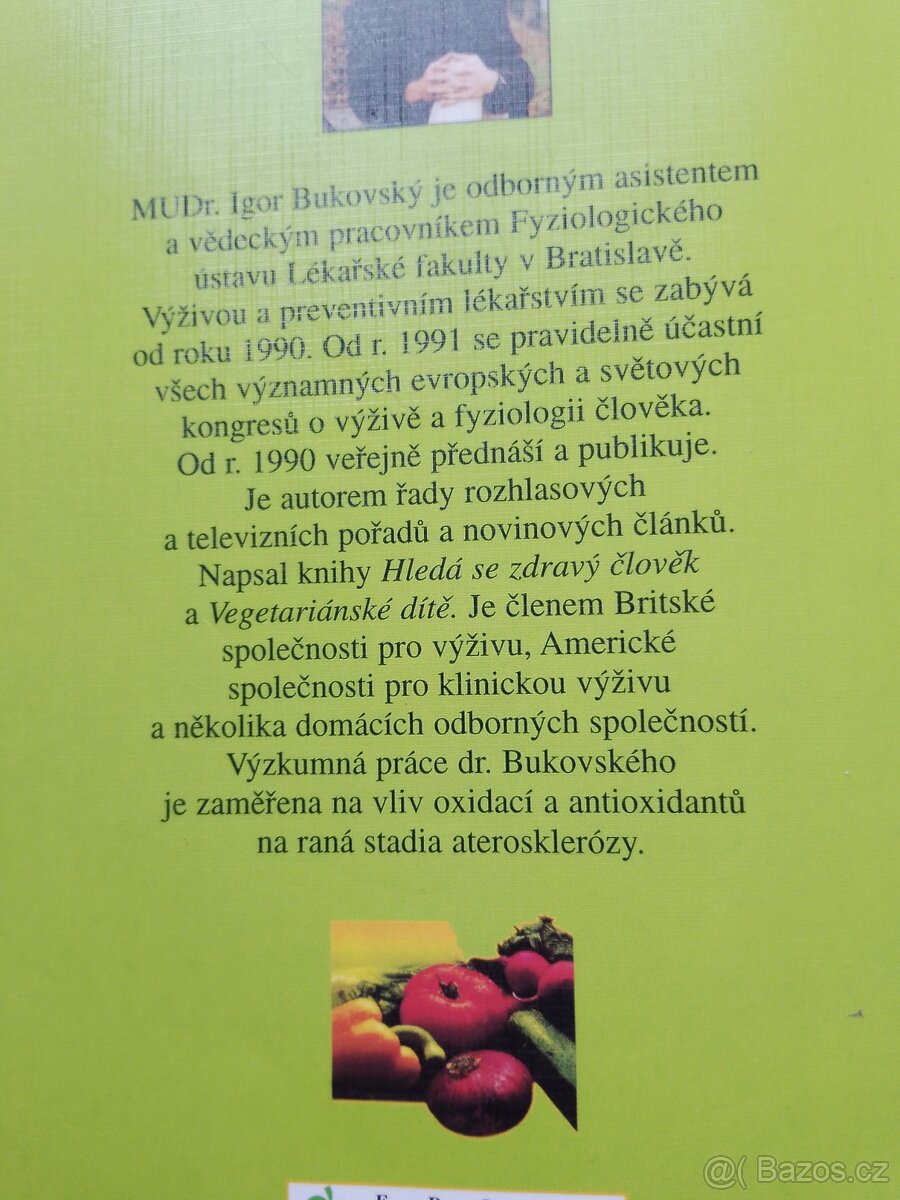 MUDr. Igor Bukovský je odborným asistentem
a vědeckým pracovníkem Fyziologického
ústavu Lékařské fakulty v Bratislavě.
Výživou a preventivním lékařstvím se zabývá
od roku 1990. Od r. 1991 se pravidelně účastní
všech významných evropských a světových
kongresů o výživě a fyziologii člověka.
Od r. 1990 veřejně přednáší a publikuje.
Je autorem řady rozhlasových
a televizních pořadů a novinových článků.
Napsal knihy Hledá se zdravý člověk
a Vegetariánské dítě. Je členem Britské
společnosti pro výživu, Americké
společnosti pro klinickou výživu
a několika domácích odborných společností.
Výzkumná práce dr. Bukovského
je zaměřena na vliv oxidací a antioxidantů
na raná stadia aterosklerózy.
@( Bazos.cz